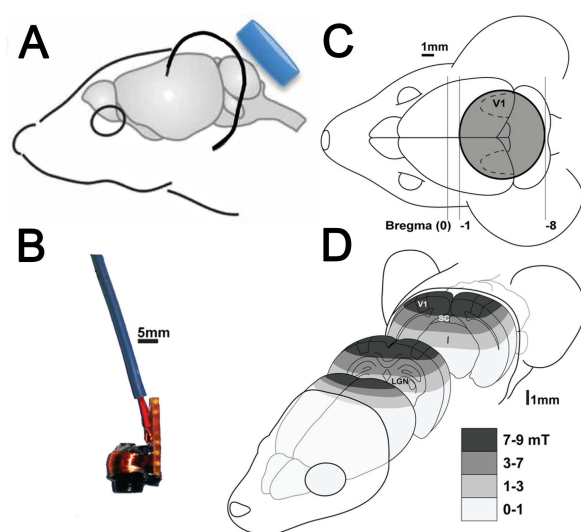 A
B
5mm
C
1mm
V1
Bregma (0) -1 -8
D
V1
SC
LGN
1mm
7-9 mT
3-7
1-3
0-1